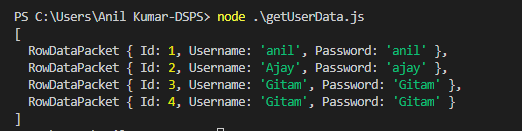 PS C:\Users\Anil Kumar-DSPS> node .\getUserData.js
[
  RowDataPacket { Id: 1, Username: 'anil', Password: 'anil' },
  RowDataPacket { Id: 2, Username: 'Ajay', Password: 'ajay' },
  RowDataPacket { Id: 3, Username: 'Gitam', Password: 'Gitam' },
  RowDataPacket { Id: 4, Username: 'Gitam', Password: 'Gitam' }
]